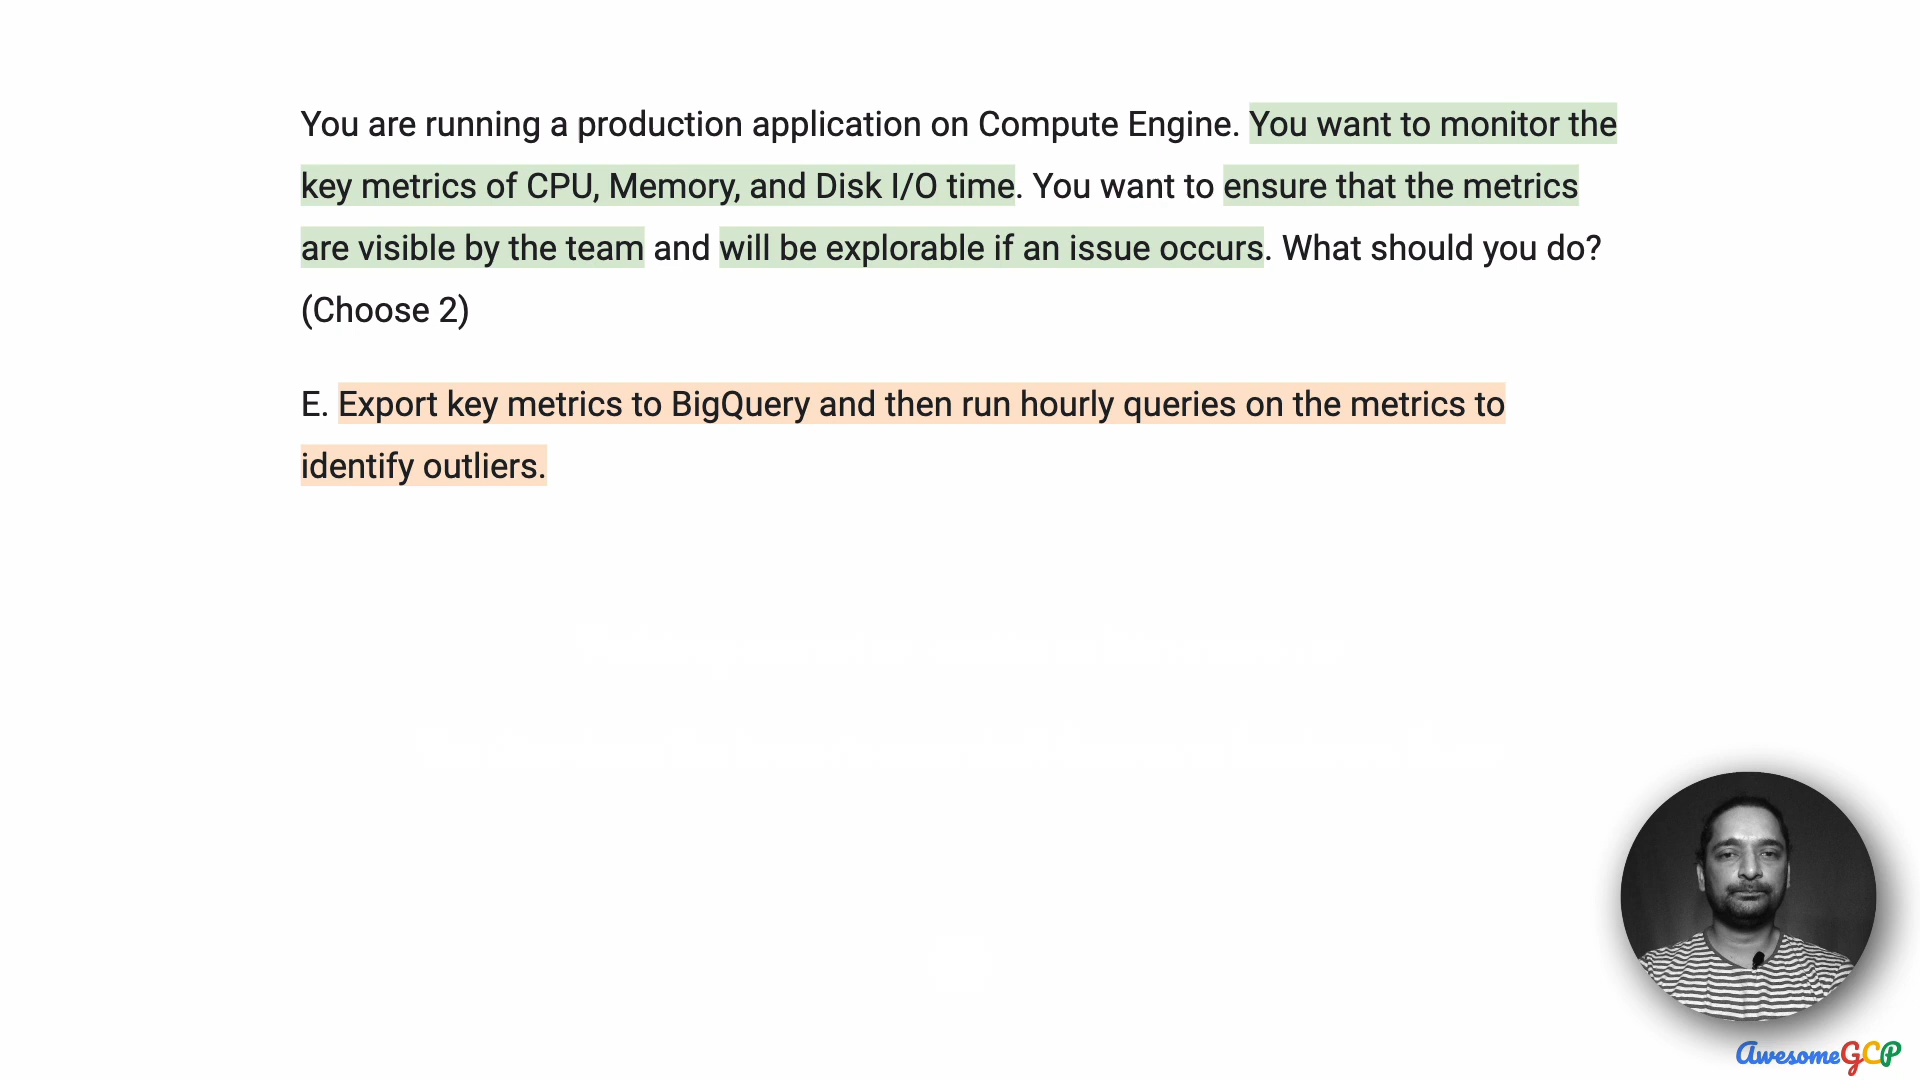 You are running a production application on Compute Engine. You want to monitor the
key metrics of CPU, Memory, and Disk I/O time. You want to ensure that the metrics
are visible by the team and will be explorable if an issue occurs. What should you do?
(Choose 2)
E. Export key metrics to BigQuery and then run hourly queries on the metrics to
identify outliers.
AwesomeGCP